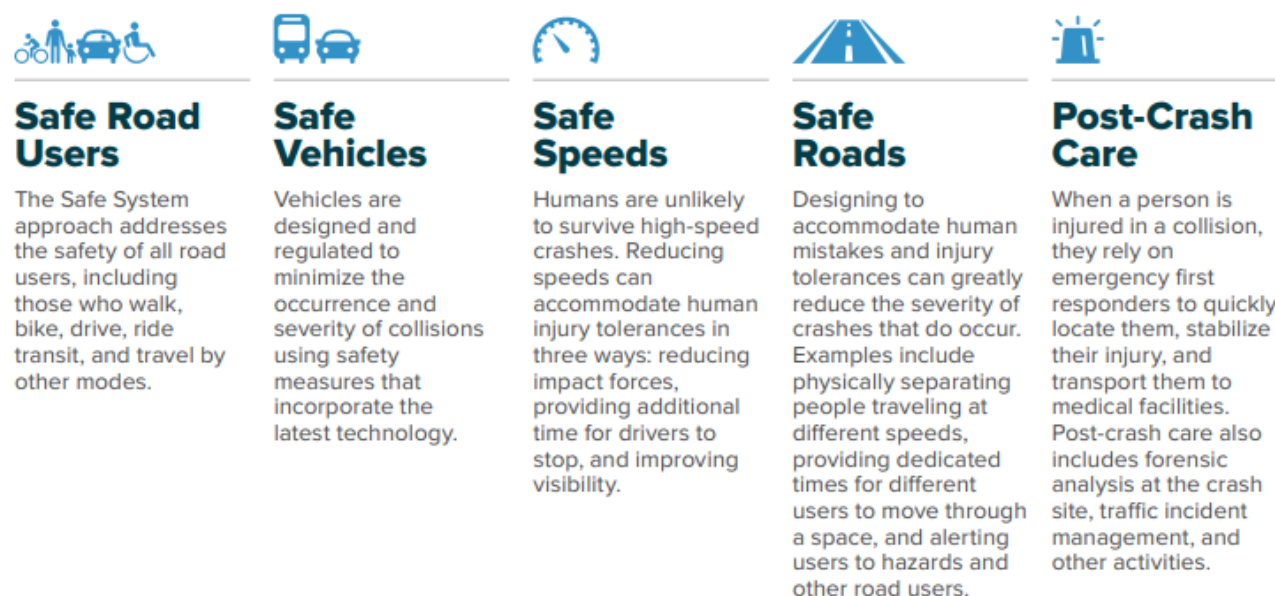 Safe Road
Users
The Safe System
approach addresses
the safety of all road
users, including
those who walk,
bike, drive, ride
transit, and travel by
other modes.
Safe
Vehicles
Vehicles are
designed and
regulated to
minimize the
occurrence and
severity of collisions
using safety
measures that
incorporate the
latest technology.
Safe
Speeds
Humans are unlikely
to survive high-speed
crashes. Reducing
speeds can
accommodate human
injury tolerances in
three ways: reducing
impact forces,
providing additional
time for drivers to
stop, and improving
visibility.
Safe
Roads
Designing to
accommodate human
mistakes and injury
tolerances can greatly
reduce the severity of
crashes that do occur.
Examples include
physically separating
people traveling at
different speeds,
providing dedicated
times for different
users to move through
a space, and alerting
users to hazards and
other road users.
Post-Crash
Care
When a person is
injured in a collision,
they rely on
emergency first
responders to quickly
locate them, stabilize
their injury, and
transport them to
medical facilities.
Post-crash care also
includes forensic
analysis at the crash
site, traffic incident
management, and
other activities.